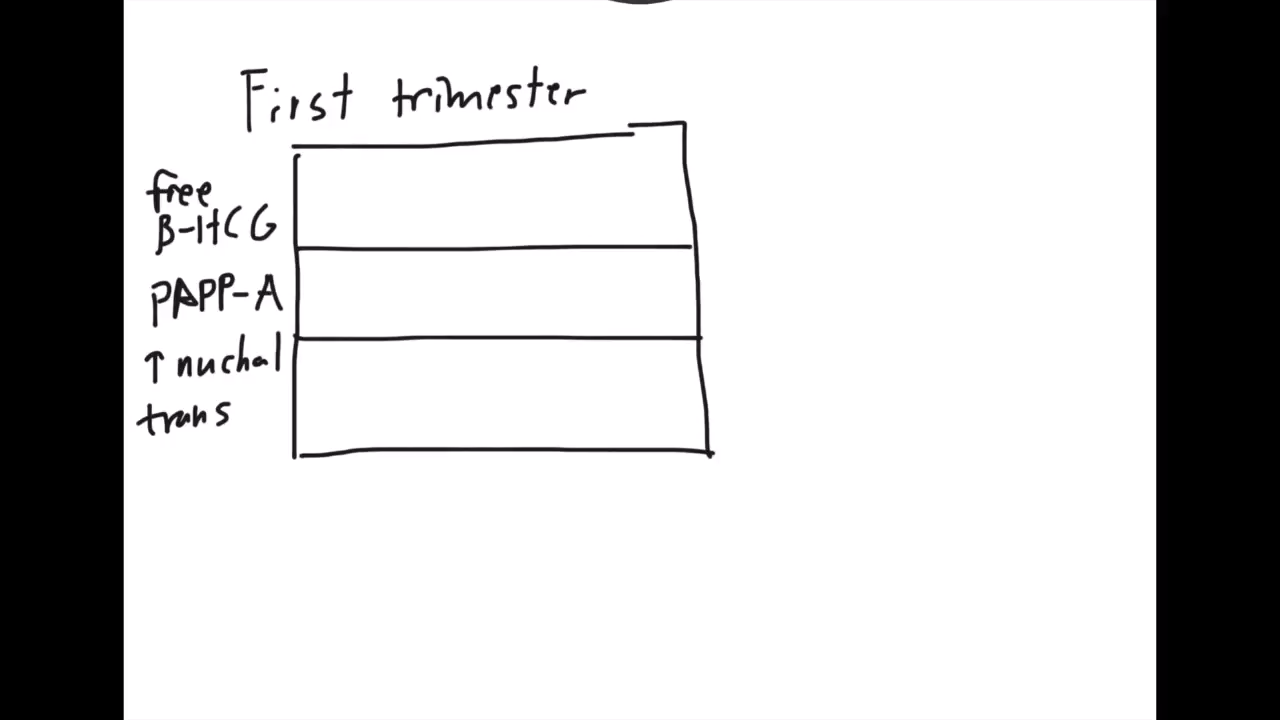 First trimester
free
B-HCG
PAPP-A
↑ nuchal
trans